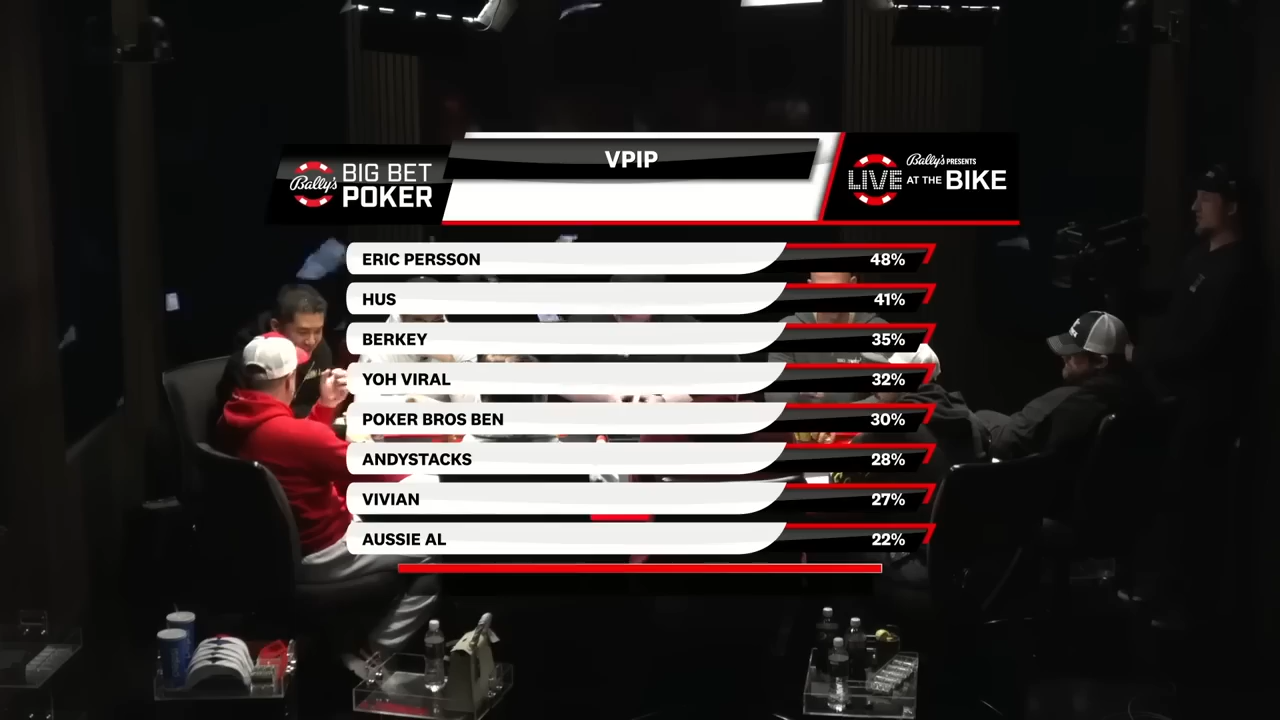 VPIP
Bally's
BIG BET
POKER
Bally's PRESENTS
LIVE AT THE BIKE
ERIC PERSSON 48%
HUS 41%
BERKEY 35%
YOH VIRAL 32%
POKER BROS BEN 30%
ANDYSTACKS 28%
VIVIAN 27%
AUSSIE AL 22%